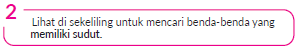 2
Lihat di sekeliling untuk mencari benda-benda yang
memiliki sudut.